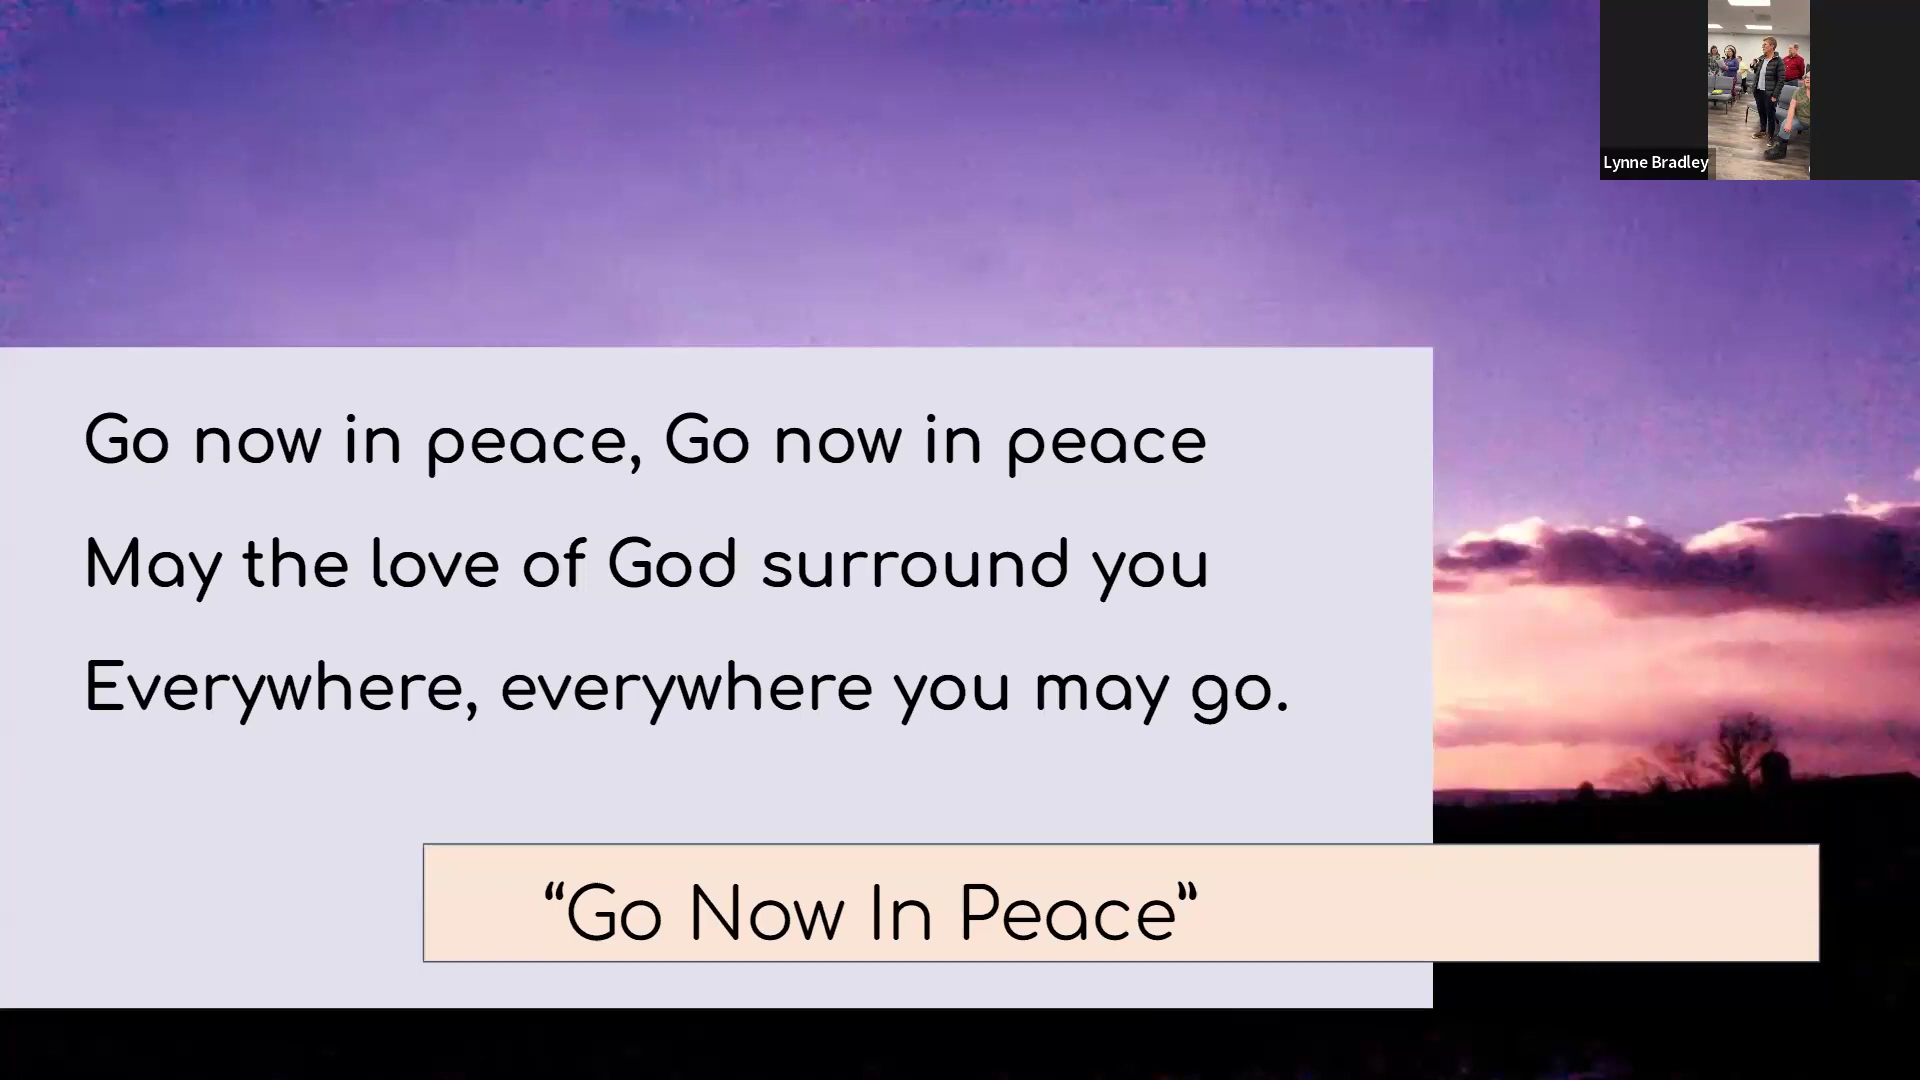 Lynne Bradley
Go now in peace, Go now in peace
May the love of God surround you
Everywhere, everywhere you may go.
“Go Now In Peace”